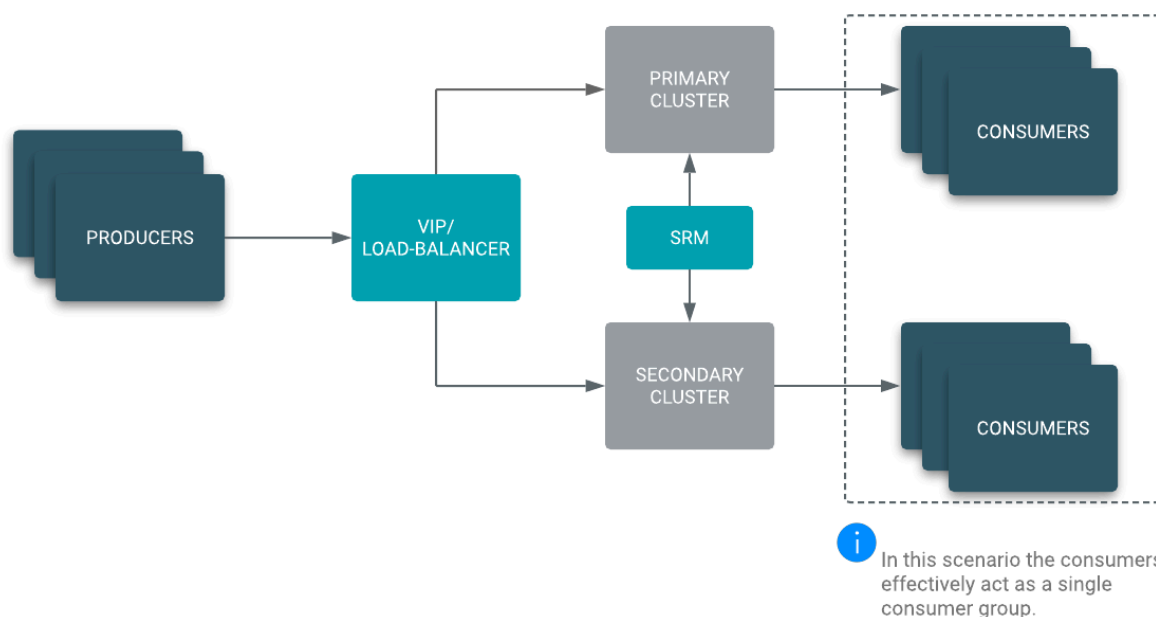 PRIMARY
CLUSTER
CONSUMERS
PRODUCERS
VIP/
LOAD-BALANCER
SRM
SECONDARY
CLUSTER
CONSUMERS
i
In this scenario the consumers
effectively act as a single
consumer group.